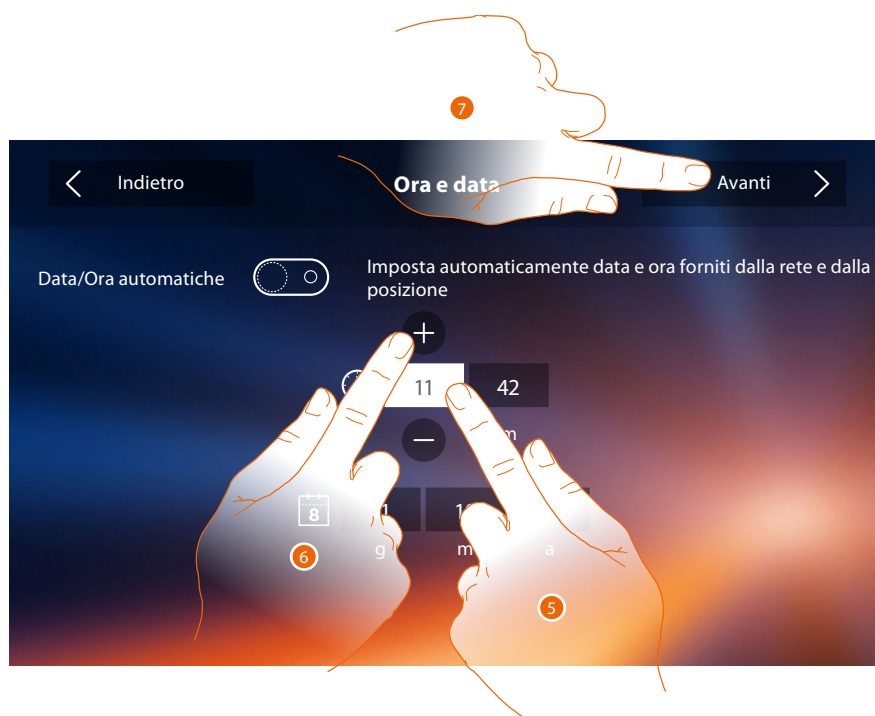 7
Indietro
Ora e data
Avanti
Data/Ora automatiche
Imposta automaticamente data e ora forniti dalla rete e dalla
posizione
11
42
m
8
g
m
a
6
5